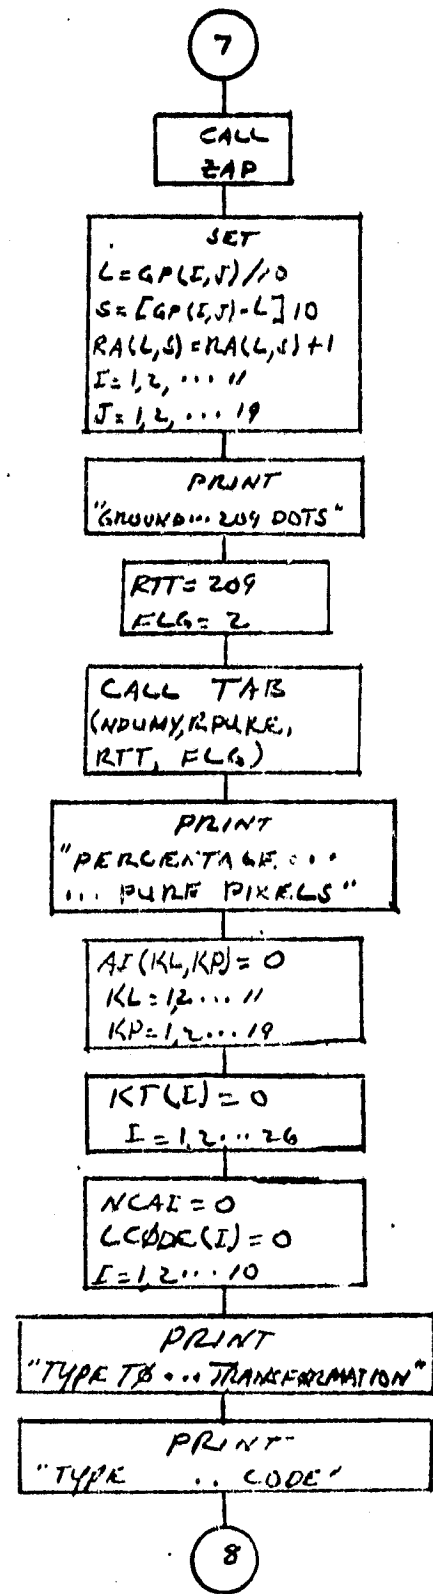 7
CALL
ZAP
SET
L=GP(I,J)/10
S=[GP(I,J)-L]10
RA(L,S)=RA(L,S)+1
I=1,2,...11
J=1,2,...19
PRINT
"GROUND...209 DOTS"
RTT=209
FLG=2
CALL TAB
(NDUMY,RPURE,
RTT, FLG)
PRINT
"PERCENTAGE...
... PURE PIXELS"
AI(KL,KP)=0
KL=1,2...11
KP=1,2...19
KT(I)=0
I=1,2...26
NCAI=0
LCØDE(I)=0
I=1,2...10
PRINT
"TYPE TØ ... TRANSFØRMATION"
PRINT
"TYPE .. CODE"
8